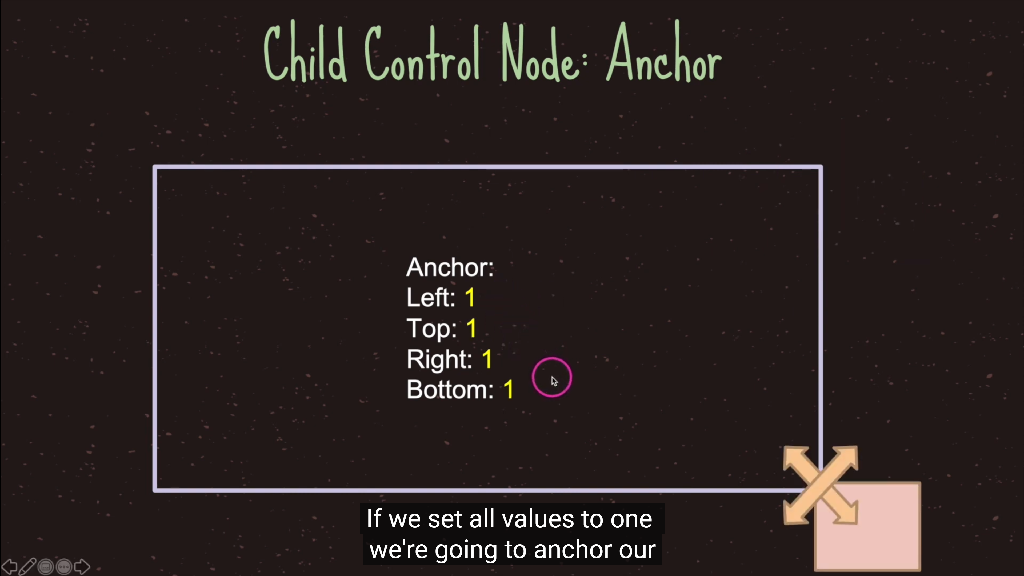 Child Control Node: Anchor
Anchor:
Left: 1
Top: 1
Right: 1
Bottom: 1
If we set all values to one
we're going to anchor our